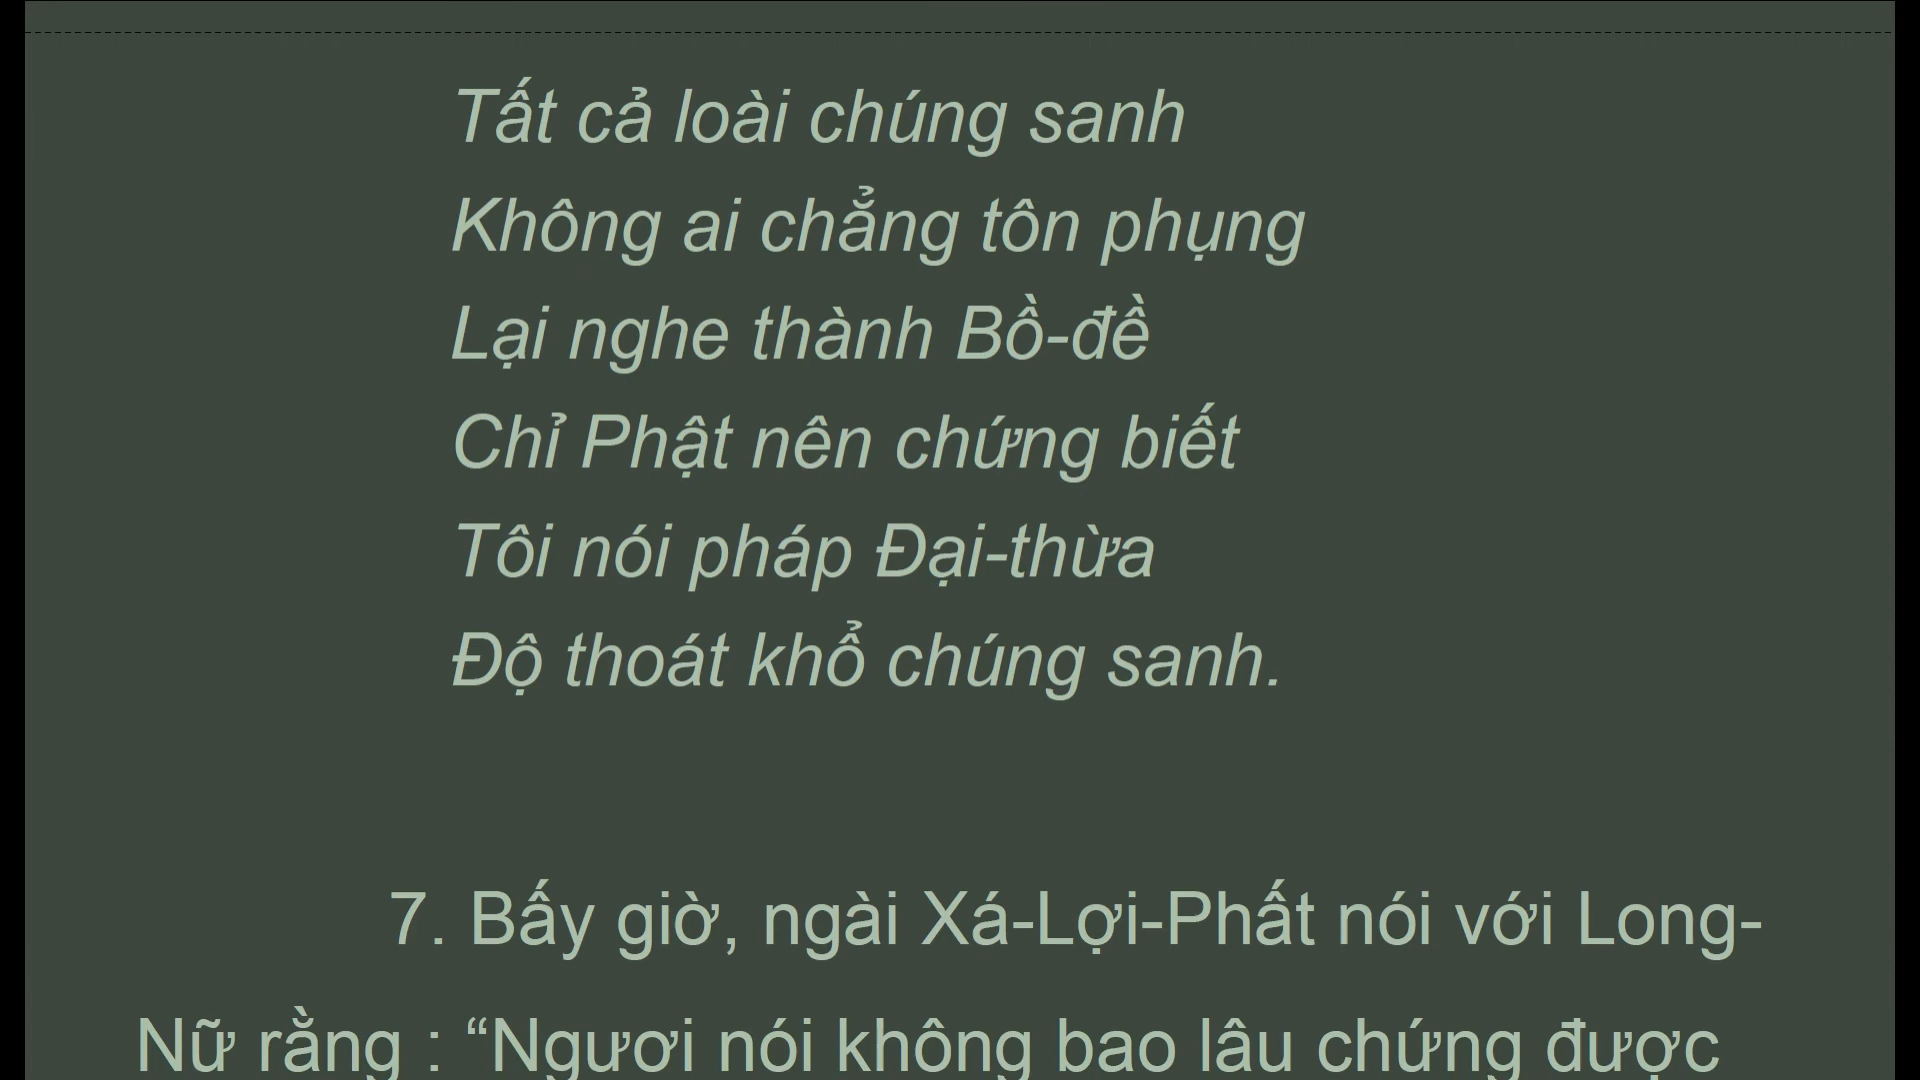 Tất cả loài chúng sanh
Không ai chẳng tôn phụng
Lại nghe thành Bồ-đề
Chỉ Phật nên chứng biết
Tôi nói pháp Đại-thừa
Độ thoát khổ chúng sanh.
7. Bấy giờ, ngài Xá-Lợi-Phất nói với Long-
Nữ rằng : “Ngươi nói không bao lâu chứng được